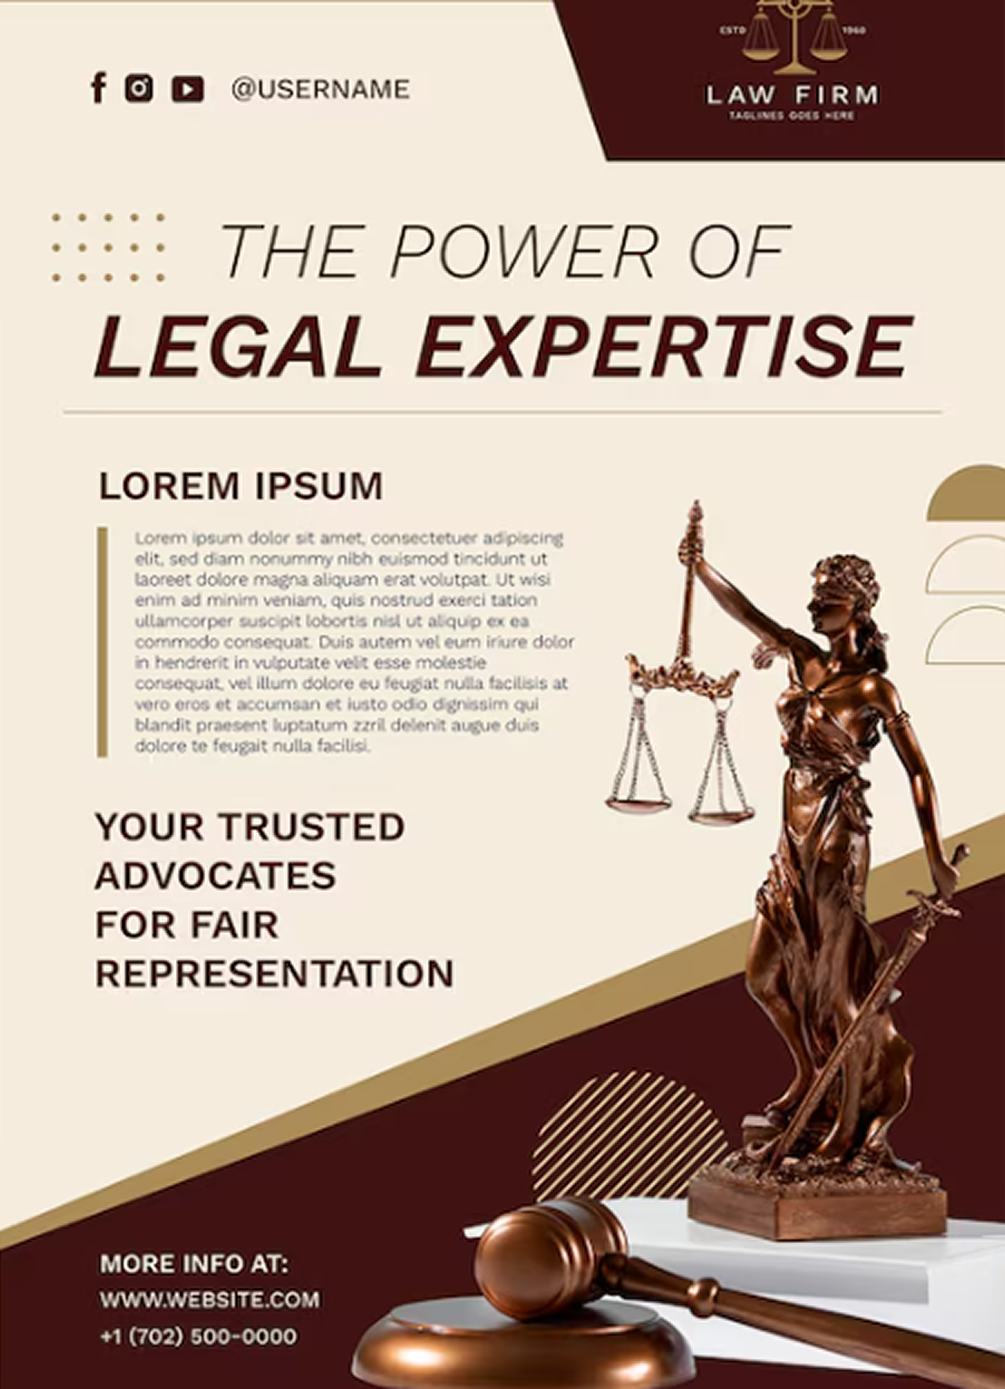 @USERNAME
ESTD 1960
LAW FIRM
TAGLINES GOES HERE
THE POWER OF
LEGAL EXPERTISE
LOREM IPSUM
Lorem ipsum dolor sit amet, consectetuer adipiscing
elit, sed diam nonummy nibh euismod tincidunt ut
laoreet dolore magna aliquam erat volutpat. Ut wisi
enim ad minim veniam, quis nostrud exerci tation
ullamcorper suscipit lobortis nisl ut aliquip ex ea
commodo consequat. Duis autem vel eum iriure dolor
in hendrerit in vulputate velit esse molestie
consequat, vel illum dolore eu feugiat nulla facilisis at
vero eros et accumsan et iusto odio dignissim qui
blandit praesent luptatum zzril delenit augue duis
dolore te feugait nulla facilisi.
YOUR TRUSTED
ADVOCATES
FOR FAIR
REPRESENTATION
MORE INFO AT:
WWW.WEBSITE.COM
+1 (702) 500-0000